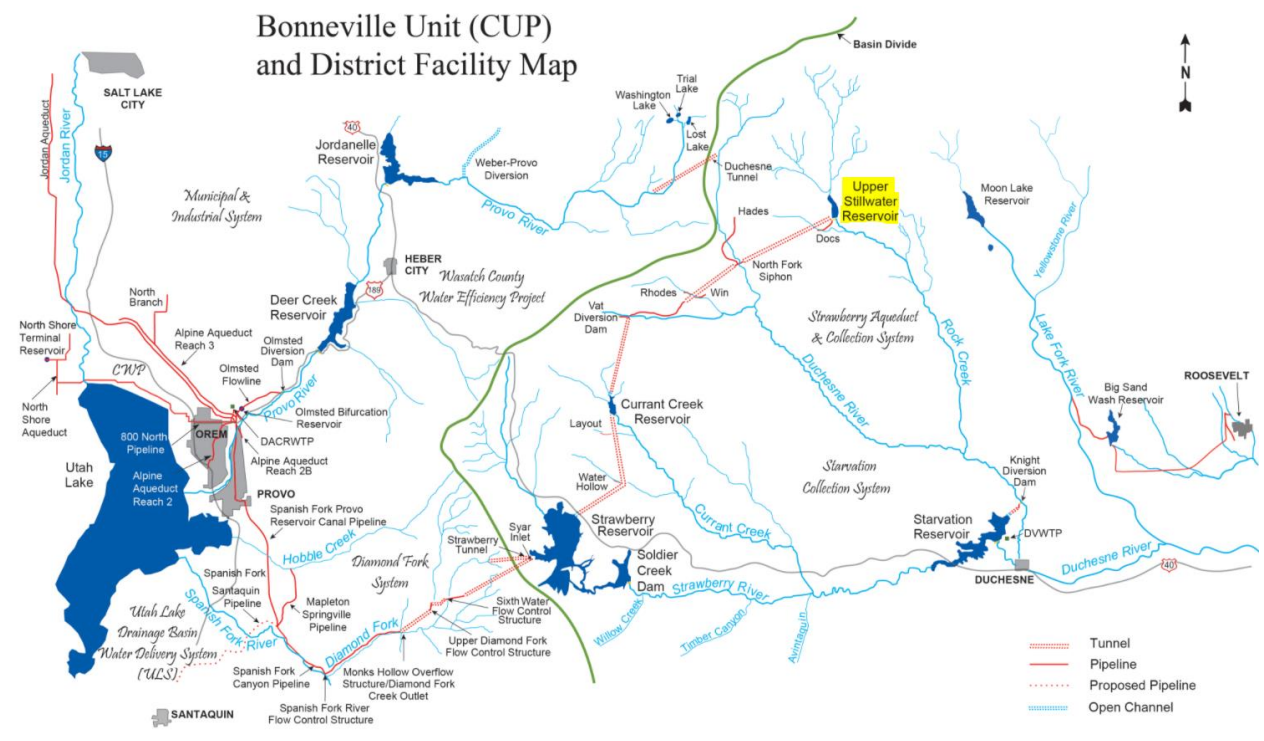 Bonneville Unit (CUP)
and District Facility Map
Basin Divide
N
SALT LAKE
CITY
Jordan Aqueduct
Jordan River
15
40
Jordanelle
Reservoir
Washington
Lake
Trial
Lake
Lost
Lake
Weber-Provo
Diversion
Duchesne
Tunnel
Upper
Stillwater
Reservoir
Moon Lake
Reservoir
Municipal &
Industrial System
Provo River
Hades
Docs
Yellowstone River
HEBER
CITY
Wasatch County
Water Efficiency Project
North Fork
Siphon
189
Rhodes
Win
North
Branch
Deer Creek
Reservoir
Vat
Diversion
Dam
Strawberry Aqueduct
& Collection System
Rock Creek
Lake Fork River
North Shore
Terminal
Reservoir
Alpine Aqueduct
Reach 3
Olmsted
Diversion
Dam
CWP
Olmsted
Flowline
Provo River
Duchesne River
ROOSEVELT
Big Sand
Wash Reservoir
North
Shore
Aqueduct
Olmsted Bifurcation
Reservoir
Currant Creek
Reservoir
Layout
800 North
Pipeline
OREM
DACRWTP
Alpine Aqueduct
Reach 2B
Utah
Lake
Alpine
Aqueduct
Reach 2
Starvation
Collection System
Knight
Diversion
Dam
Water
Hollow
PROVO
Spanish Fork Provo
Reservoir Canal Pipeline
Currant Creek
Strawberry
Reservoir
Syar
Inlet
Starvation
Reservoir
DVWTP
Hobble Creek
Strawberry
Tunnel
Diamond Fork
System
Soldier
Creek
Dam
Strawberry River
DUCHESNE
Duchesne River
40
Spanish Fork
Santaquin
Pipeline
Mapleton
Springville
Pipeline
Sixth Water
Flow Control
Structure
Willow Creek
Timber Canyon
Avintaquin
Utah Lake
Drainage Basin
Water Delivery System
(ULS)
Spanish Fork
River
Diamond Fork
Upper Diamond Fork
Flow Control Structure
Spanish Fork
Canyon Pipeline
Monks Hollow Overflow
Structure/Diamond Fork
Creek Outlet
Spanish Fork River
Flow Control Structure
SANTAQUIN
Tunnel
Pipeline
Proposed Pipeline
Open Channel